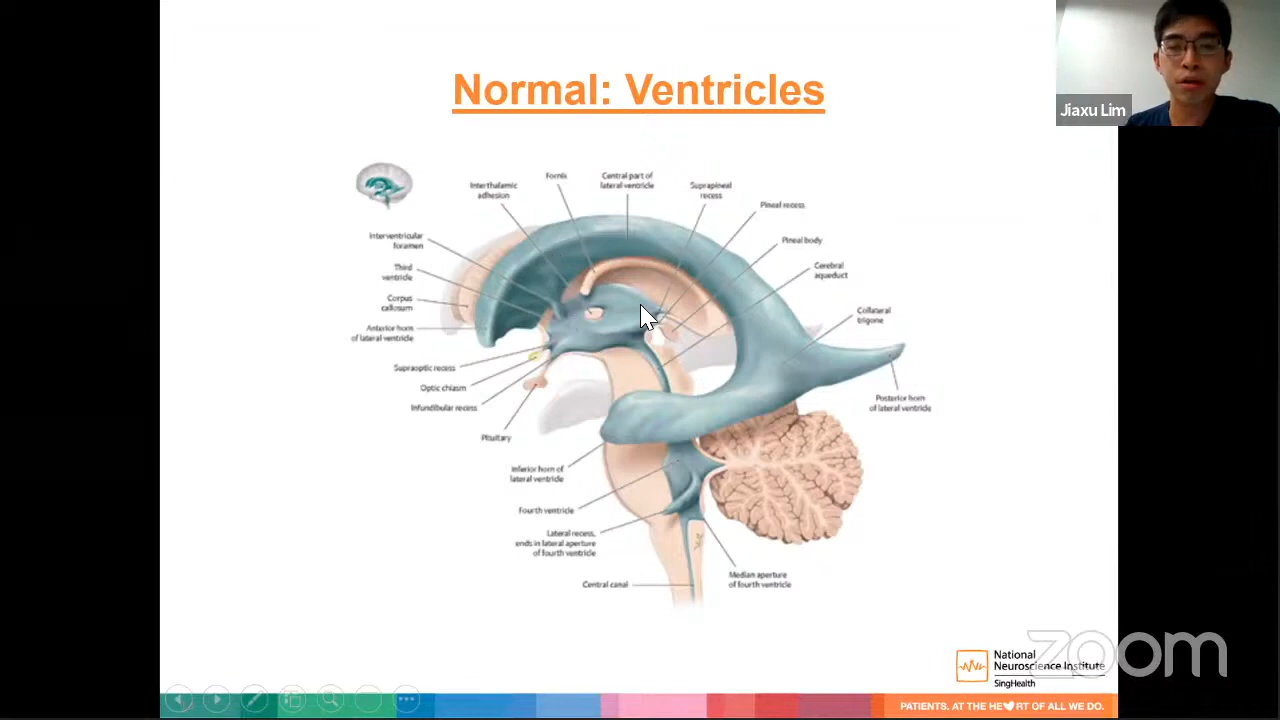 Normal: Ventricles
Jiaxu Lim
Fornix
Central part of
lateral ventricle
Interthalamic
adhesion
Suprapineal
recess
Pineal recess
Interventricular
foramen
Pineal body
Third
ventricle
Cerebral
aqueduct
Corpus
callosum
Collateral
trigone
Anterior horn
of lateral ventricle
Supraoptic recess
Optic chiasm
Infundibular recess
Posterior horn
of lateral ventricle
Pituitary
Inferior horn of
lateral ventricle
Fourth ventricle
Lateral recess,
ends in lateral aperture
of fourth ventricle
Median aperture
of fourth ventricle
Central canal
zoom
National
Neuroscience Institute
SingHealth
PATIENTS. AT THE HE RT OF ALL WE DO.